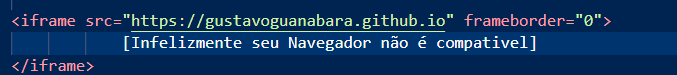 <iframe src="https://gustavoguanabara.github.io" frameborder="0">
[Infelizmente seu Navegador não é compativel]
</iframe>